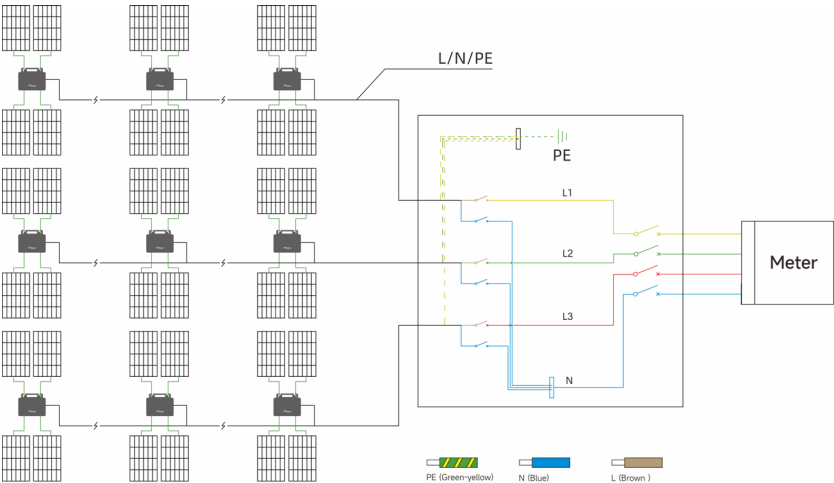 L/N/PE
PE
L1
L2
Meter
L3
N
PE (Green-yellow)
N (Blue)
L (Brown )